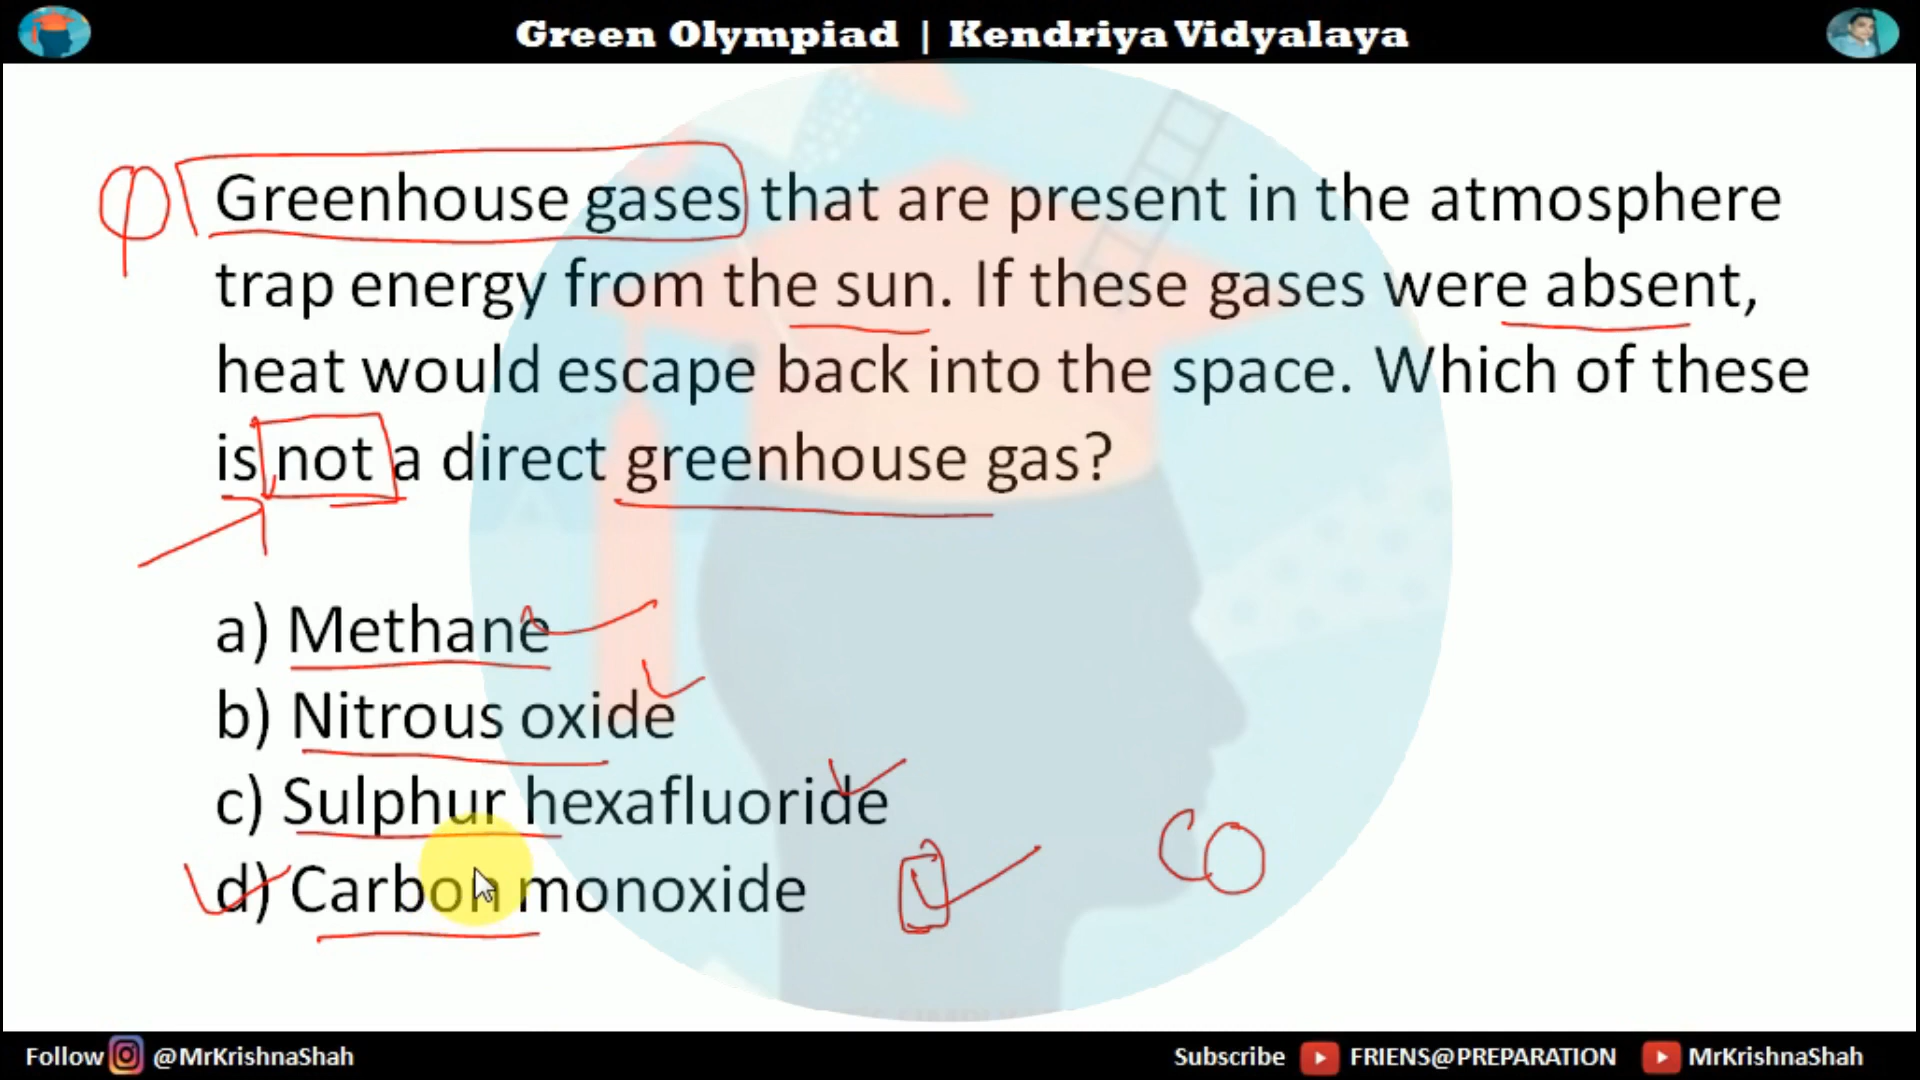 Green Olympiad | Kendriya Vidyalaya
Greenhouse gases that are present in the atmosphere
trap energy from the sun. If these gases were absent,
heat would escape back into the space. Which of these
is not a direct greenhouse gas?
a) Methane
b) Nitrous oxide
c) Sulphur hexafluoride
d) Carbon monoxide
CO
Follow @MrKrishnaShah
Subscribe FRIENS@PREPARATION MrKrishnaShah